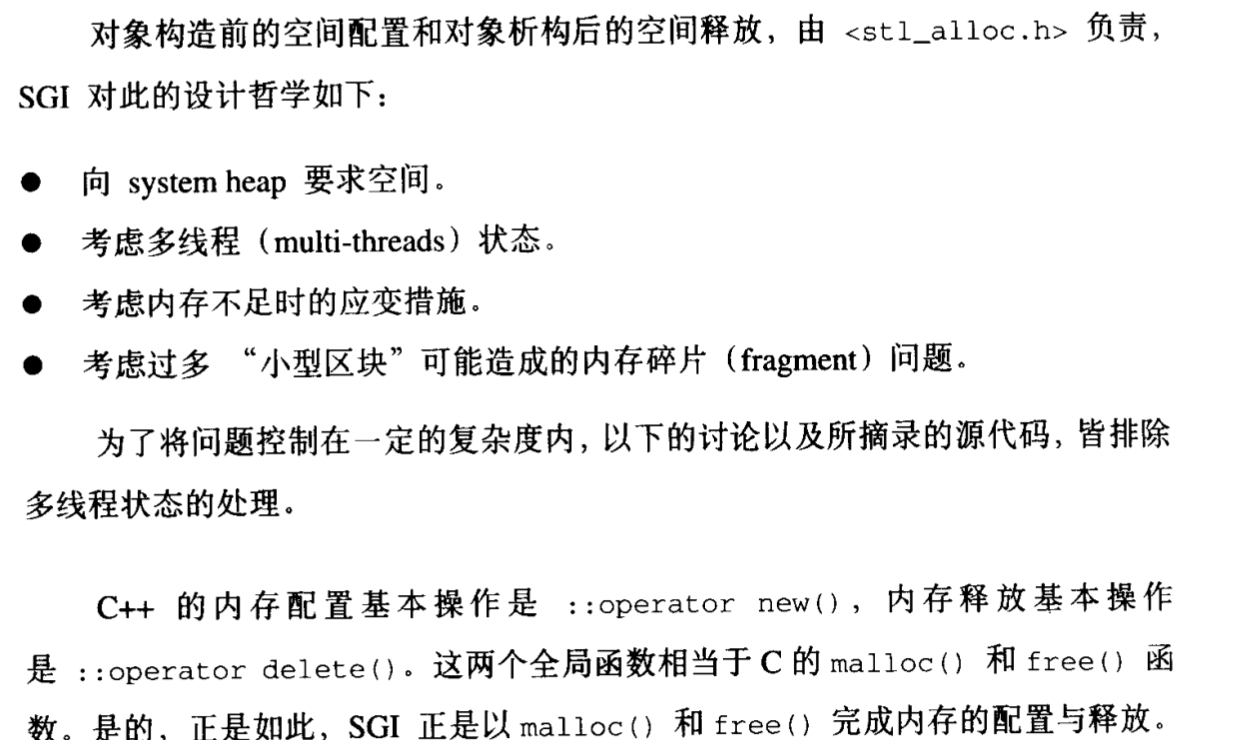 对象构造前的空间配置和对象析构后的空间释放，由 <stl_alloc.h> 负责，
SGI 对此的设计哲学如下：
● 向 system heap 要求空间。
● 考虑多线程（multi-threads）状态。
● 考虑内存不足时的应变措施。
● 考虑过多 “小型区块”可能造成的内存碎片（fragment）问题。
为了将问题控制在一定的复杂度内，以下的讨论以及所摘录的源代码，皆排除
多线程状态的处理。
C++ 的内存配置基本操作是 ::operator new()，内存释放基本操作
是 ::operator delete()。这两个全局函数相当于 C 的 malloc() 和 free() 函
数。是的，正是如此，SGI 正是以 malloc() 和 free() 完成内存的配置与释放。